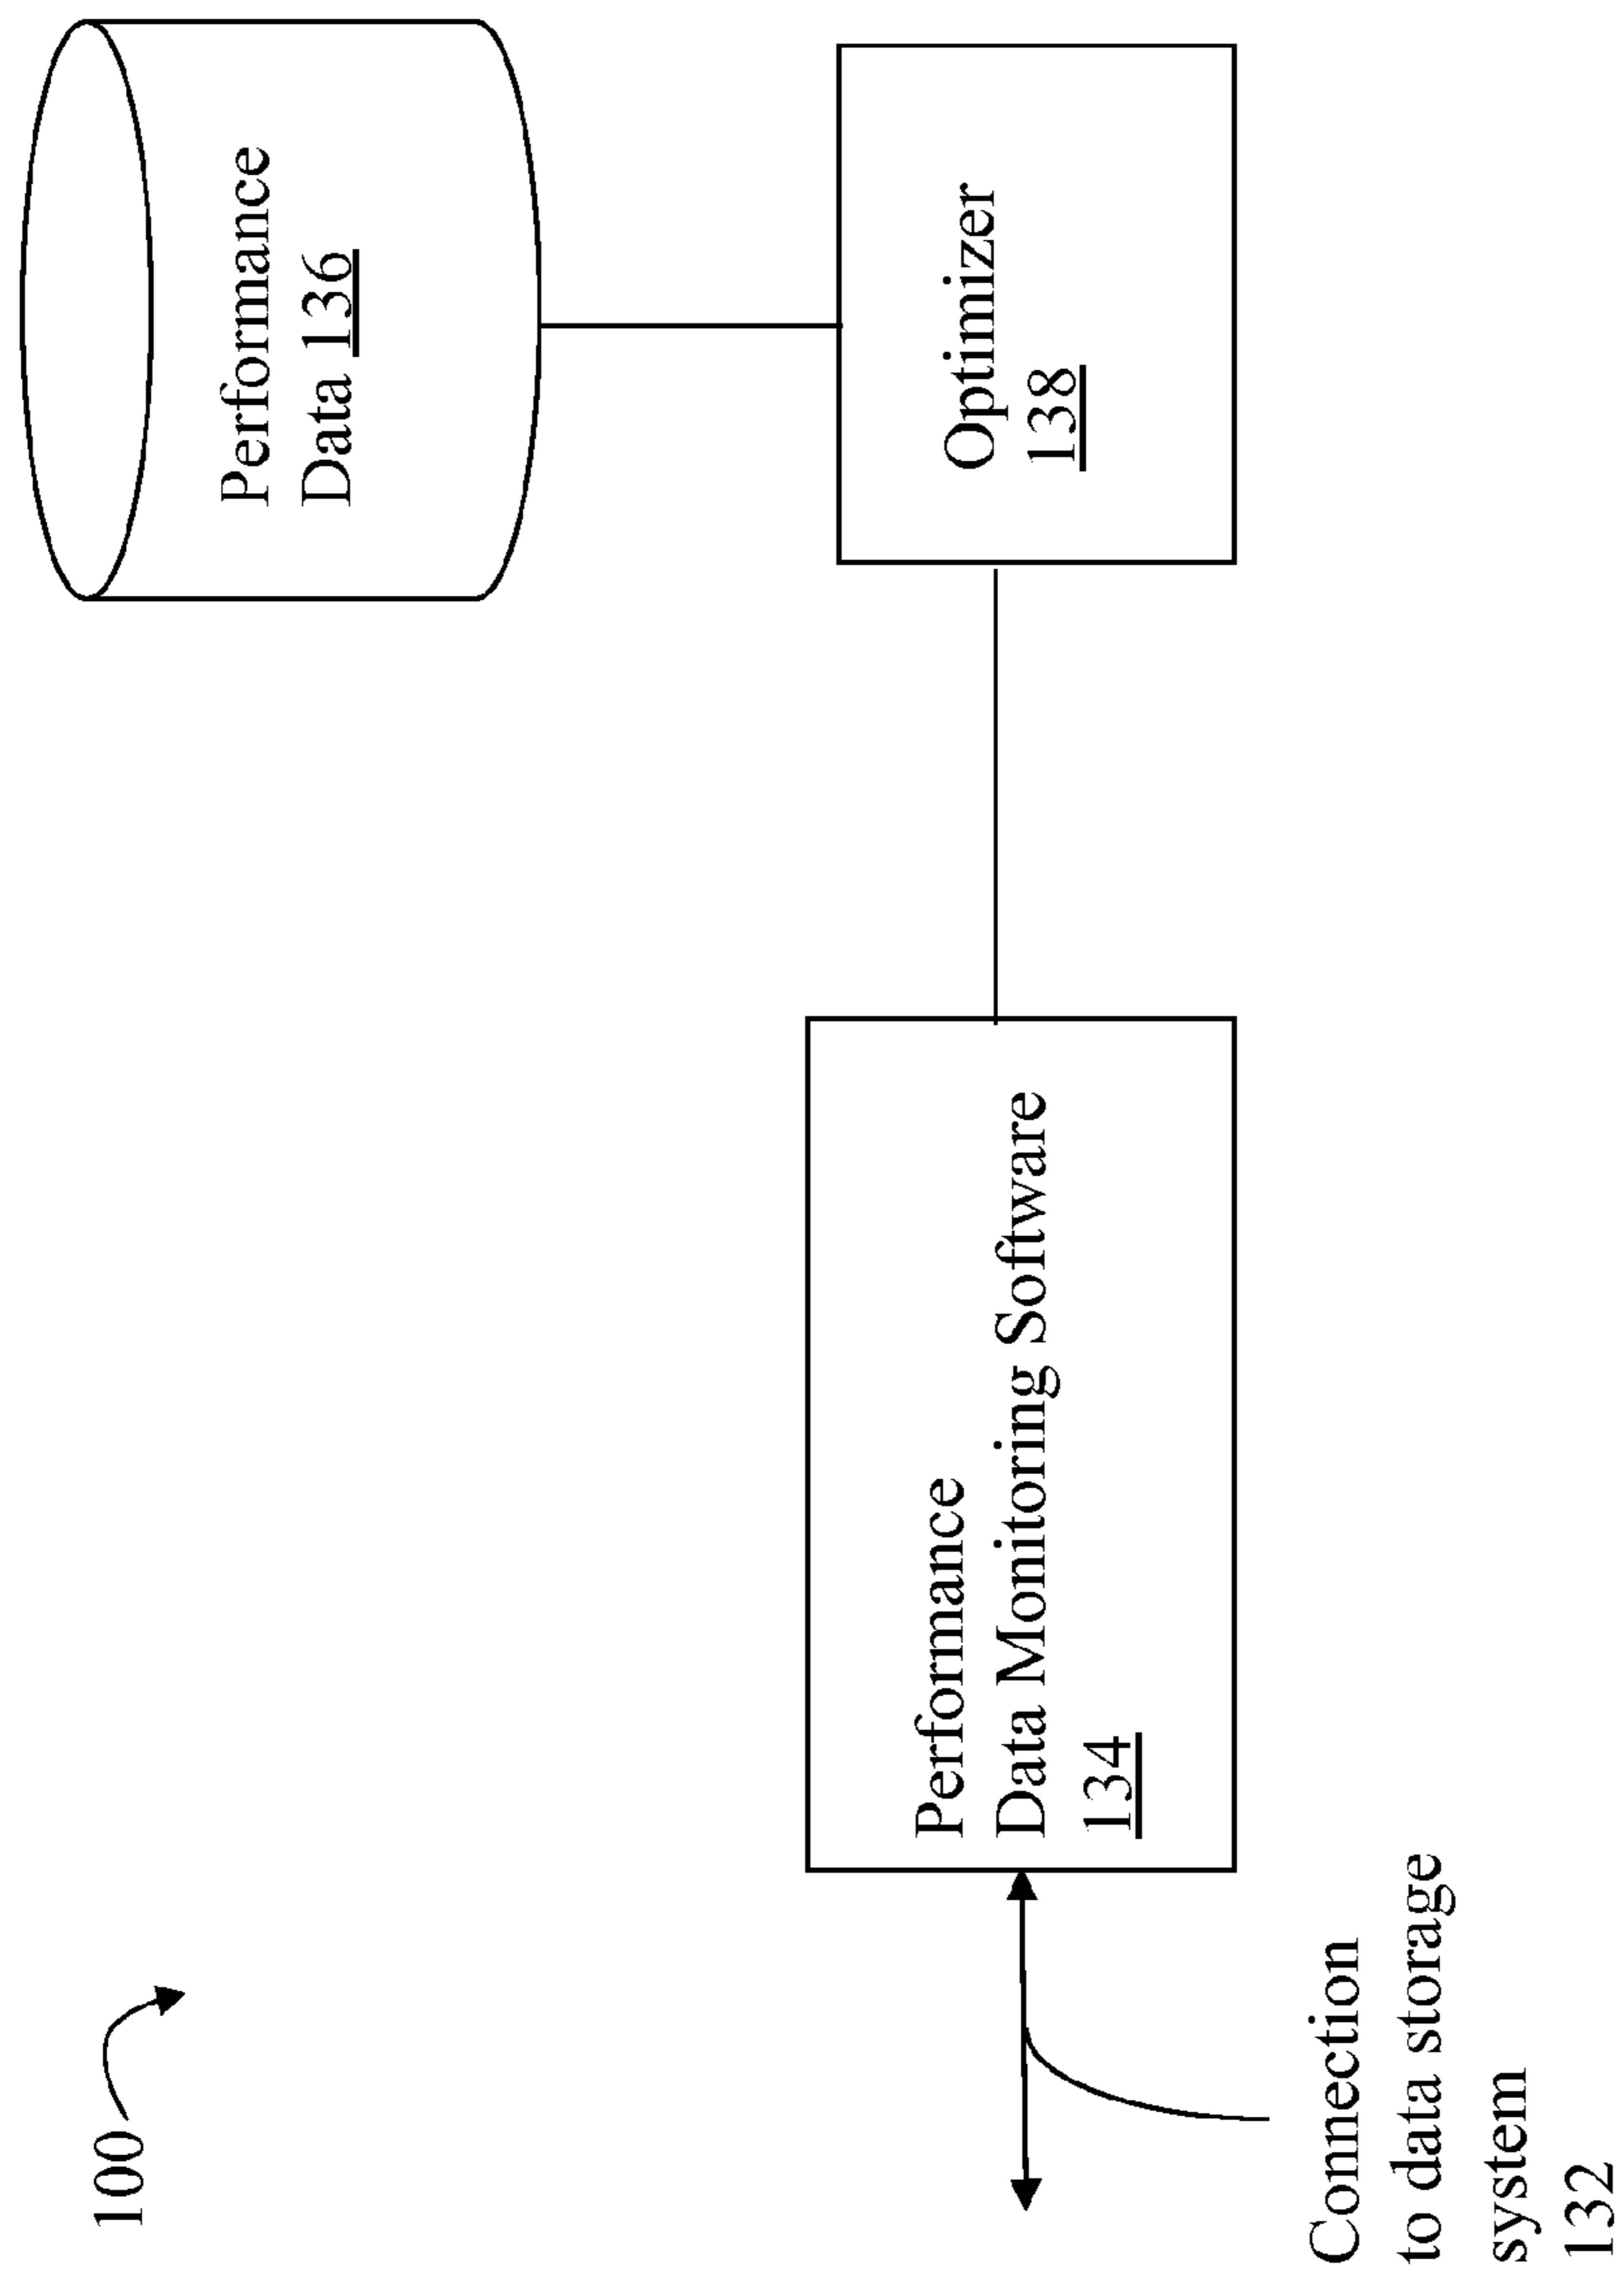 100
Performance
Data 136
Performance
Data Monitoring Software
134
Optimizer
138
Connection
to data storage
system
132